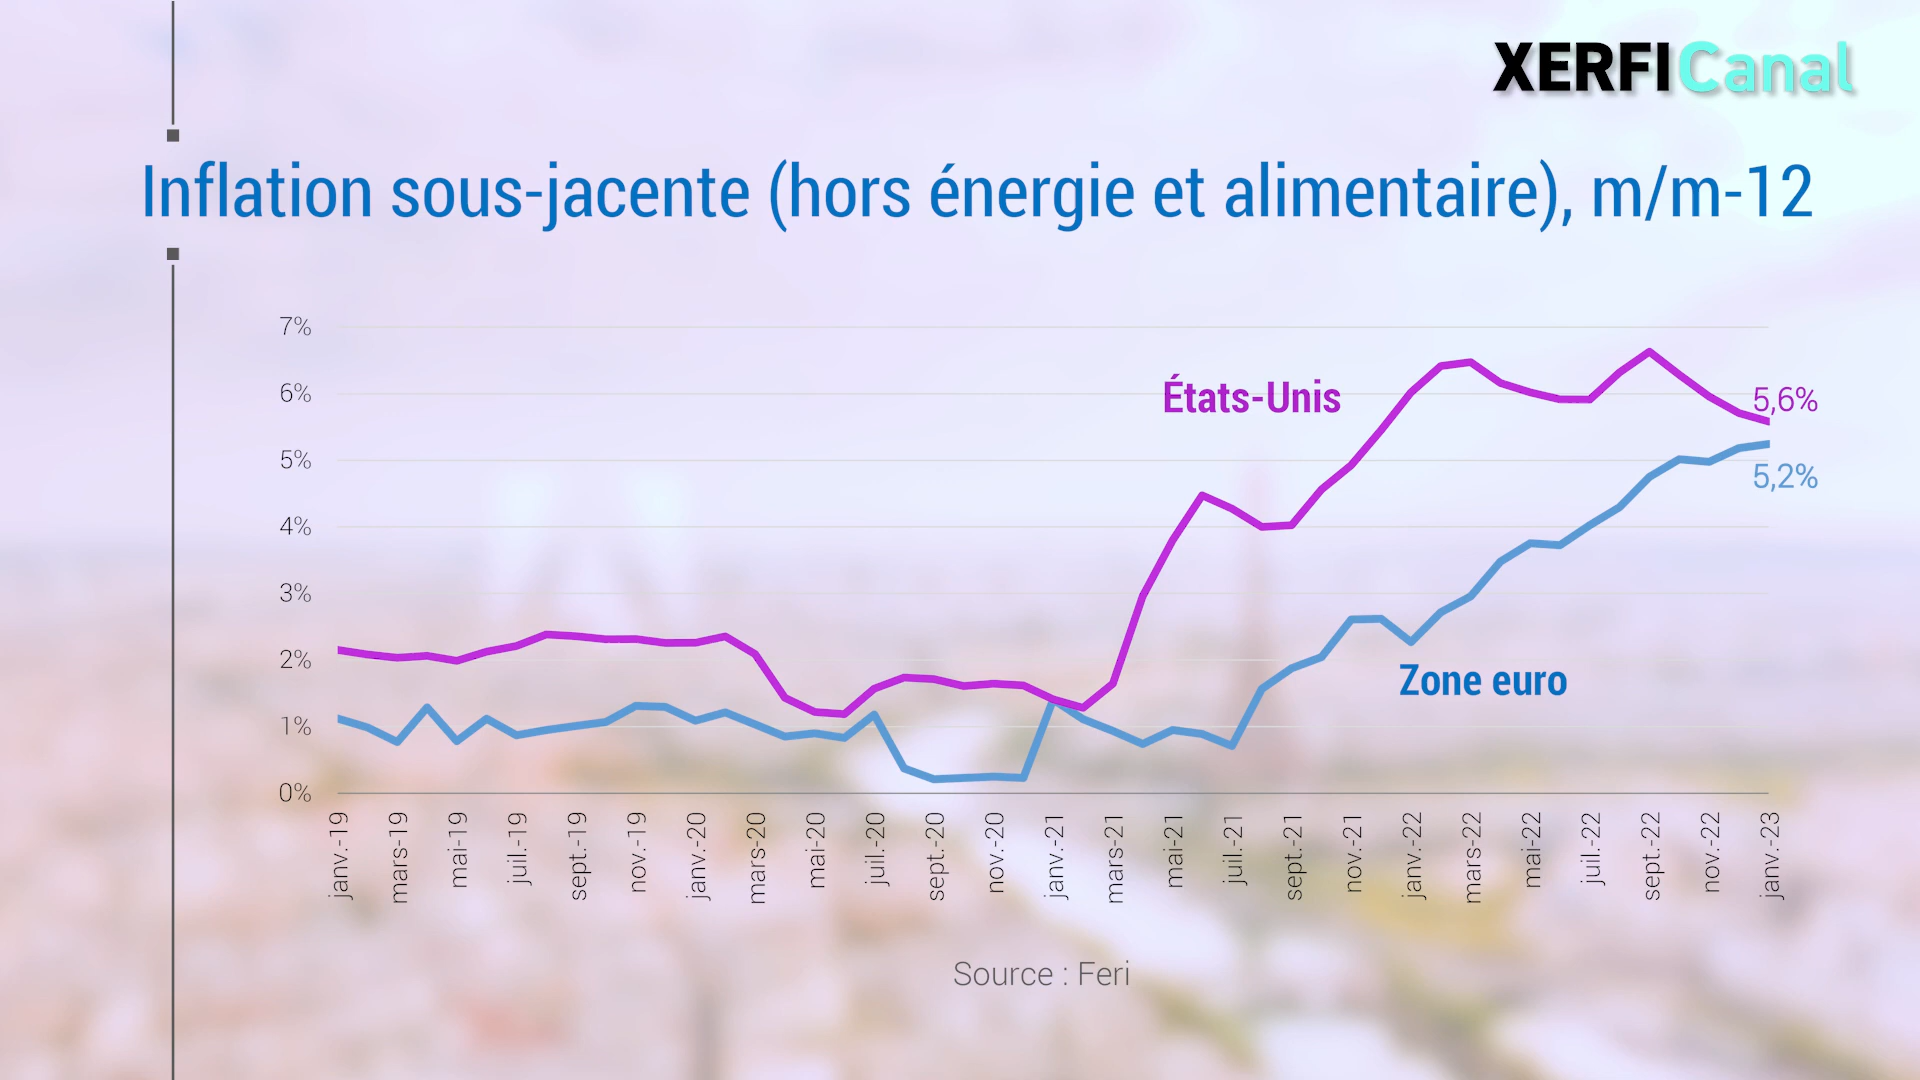 XERFI Canal
Inflation sous-jacente (hors énergie et alimentaire), m/m-12
7%
6%
5%
4%
3%
2%
1%
0%
États-Unis
5,6%
5,2%
Zone euro
janv.-19
mars-19
mai-19
juil.-19
sept.-19
nov.-19
janv.-20
mars-20
mai-20
juil.-20
sept.-20
nov.-20
janv.-21
mars-21
mai-21
juil.-21
sept.-21
nov.-21
janv.-22
mars-22
mai-22
juil.-22
sept.-22
nov.-22
janv.-23
Source : Feri